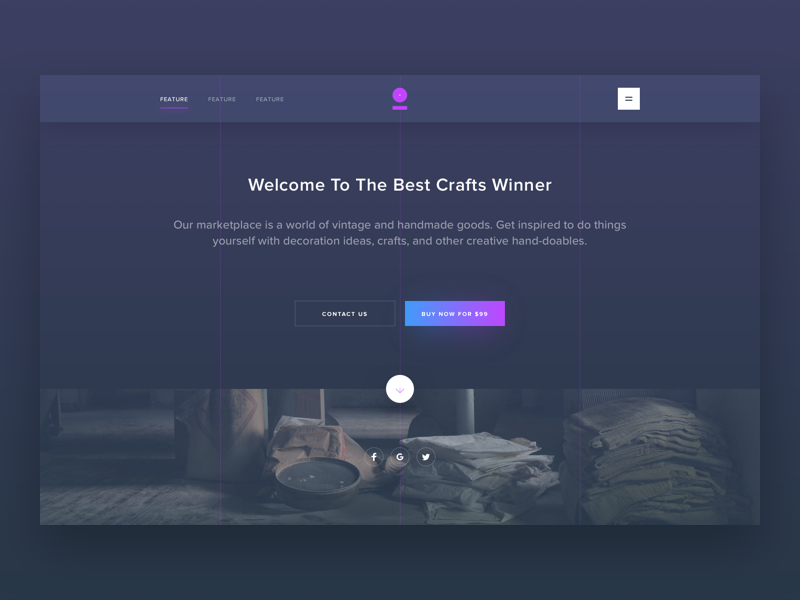 FEATURE FEATURE FEATURE
Welcome To The Best Crafts Winner
Our marketplace is a world of vintage and handmade goods. Get inspired to do things
yourself with decoration ideas, crafts, and other creative hand-doables.
CONTACT US BUY NOW FOR $99